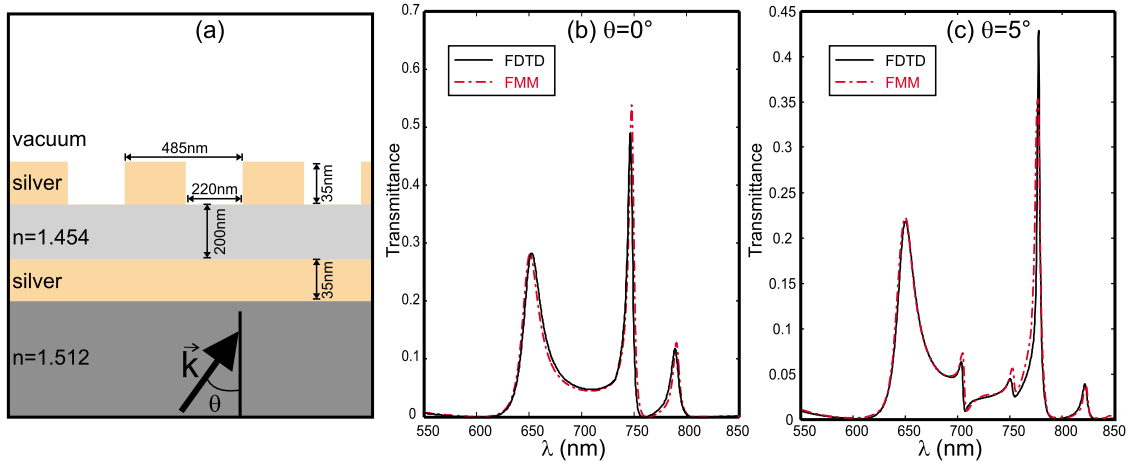 (a)
vacuum
485nm
silver
220nm
35nm
n=1.454
200nm
silver
35nm
n=1.512
k
θ
(b) θ=0°
FDTD
FMM
Transmittance
0.7
0.6
0.5
0.4
0.3
0.2
0.1
0
550 600 650 700 750 800 850
λ (nm)
(c) θ=5°
FDTD
FMM
Transmittance
0.45
0.4
0.35
0.3
0.25
0.2
0.15
0.1
0.05
0
550 600 650 700 750 800 850
λ (nm)